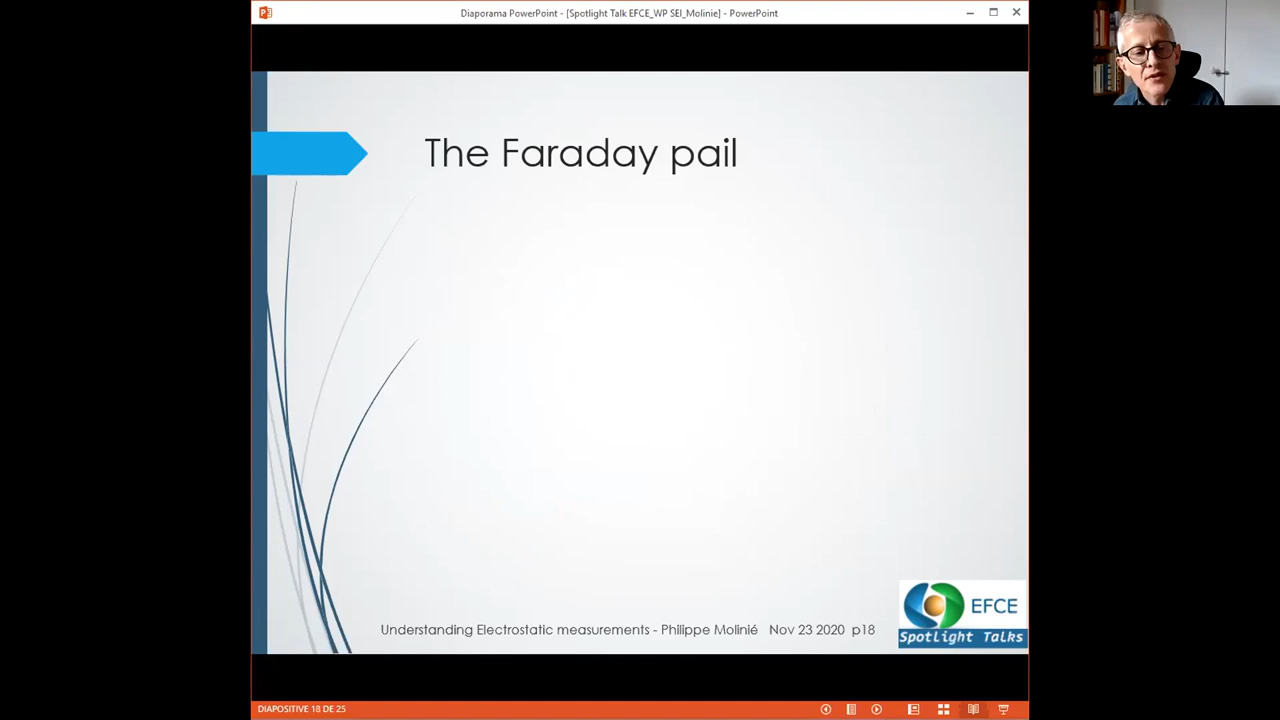 Diaporama PowerPoint - [Spotlight Talk EFCE_WP SEI_Molinie] - PowerPoint
The Faraday pail
EFCE
Spotlight Talks
Understanding Electrostatic measurements - Philippe Molinié Nov 23 2020 p18
DIAPOSITIVE 18 DE 25